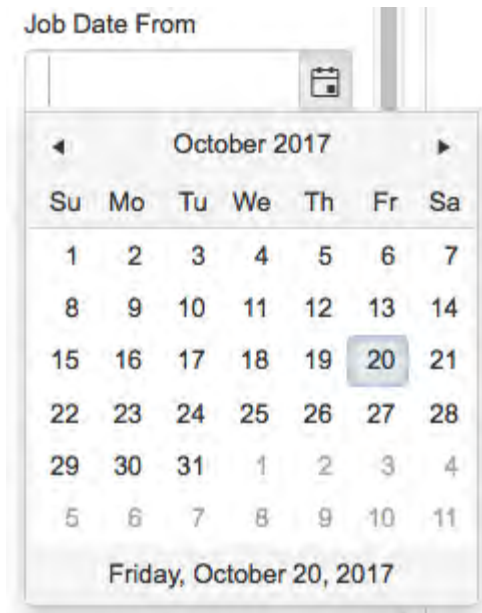 Job Date From
October 2017
Su Mo Tu We Th Fr Sa
1 2 3 4 5 6 7
8 9 10 11 12 13 14
15 16 17 18 19 20 21
22 23 24 25 26 27 28
29 30 31 1 2 3 4
5 6 7 8 9 10 11
Friday, October 20, 2017